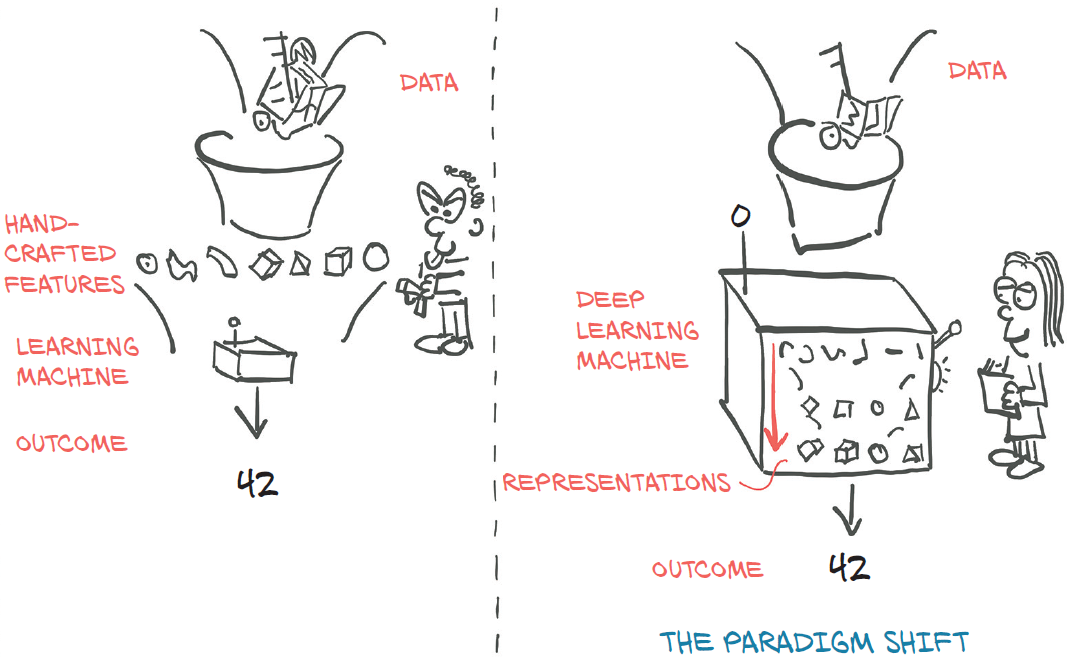 DATA
HAND-
CRAFTED
FEATURES
LEARNING
MACHINE
OUTCOME
42
DATA
DEEP
LEARNING
MACHINE
REPRESENTATIONS
OUTCOME
42
THE PARADIGM SHIFT